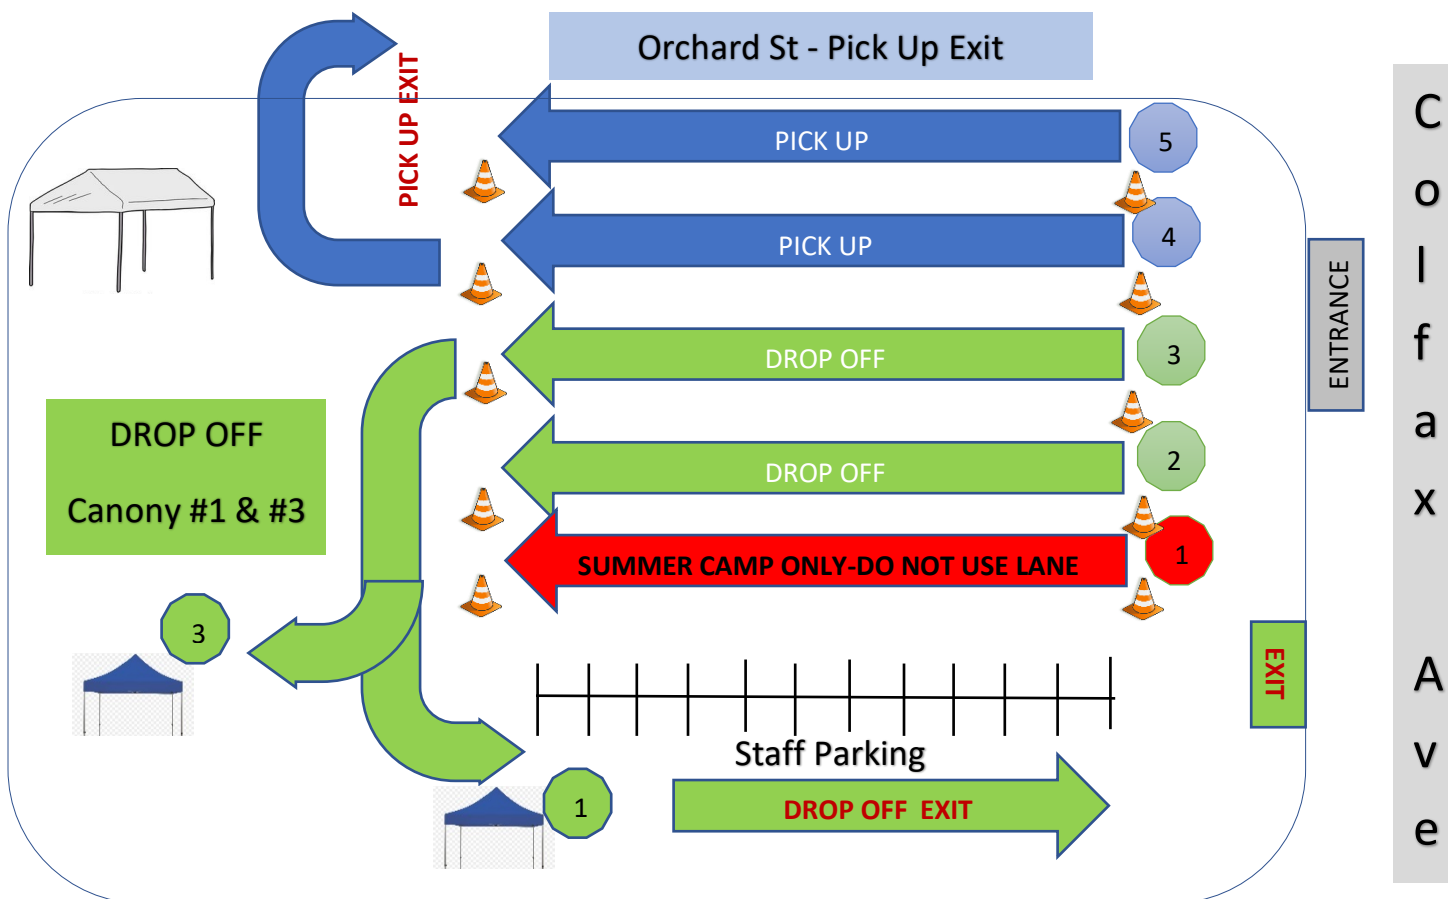 Orchard St - Pick Up Exit
PICK UP EXIT
PICK UP
5
PICK UP
4
ENTRANCE
DROP OFF
3
DROP OFF
Canony #1 & #3
DROP OFF
2
SUMMER CAMP ONLY-DO NOT USE LANE
1
3
EXIT
Staff Parking
1
DROP OFF EXIT
Colfax Ave